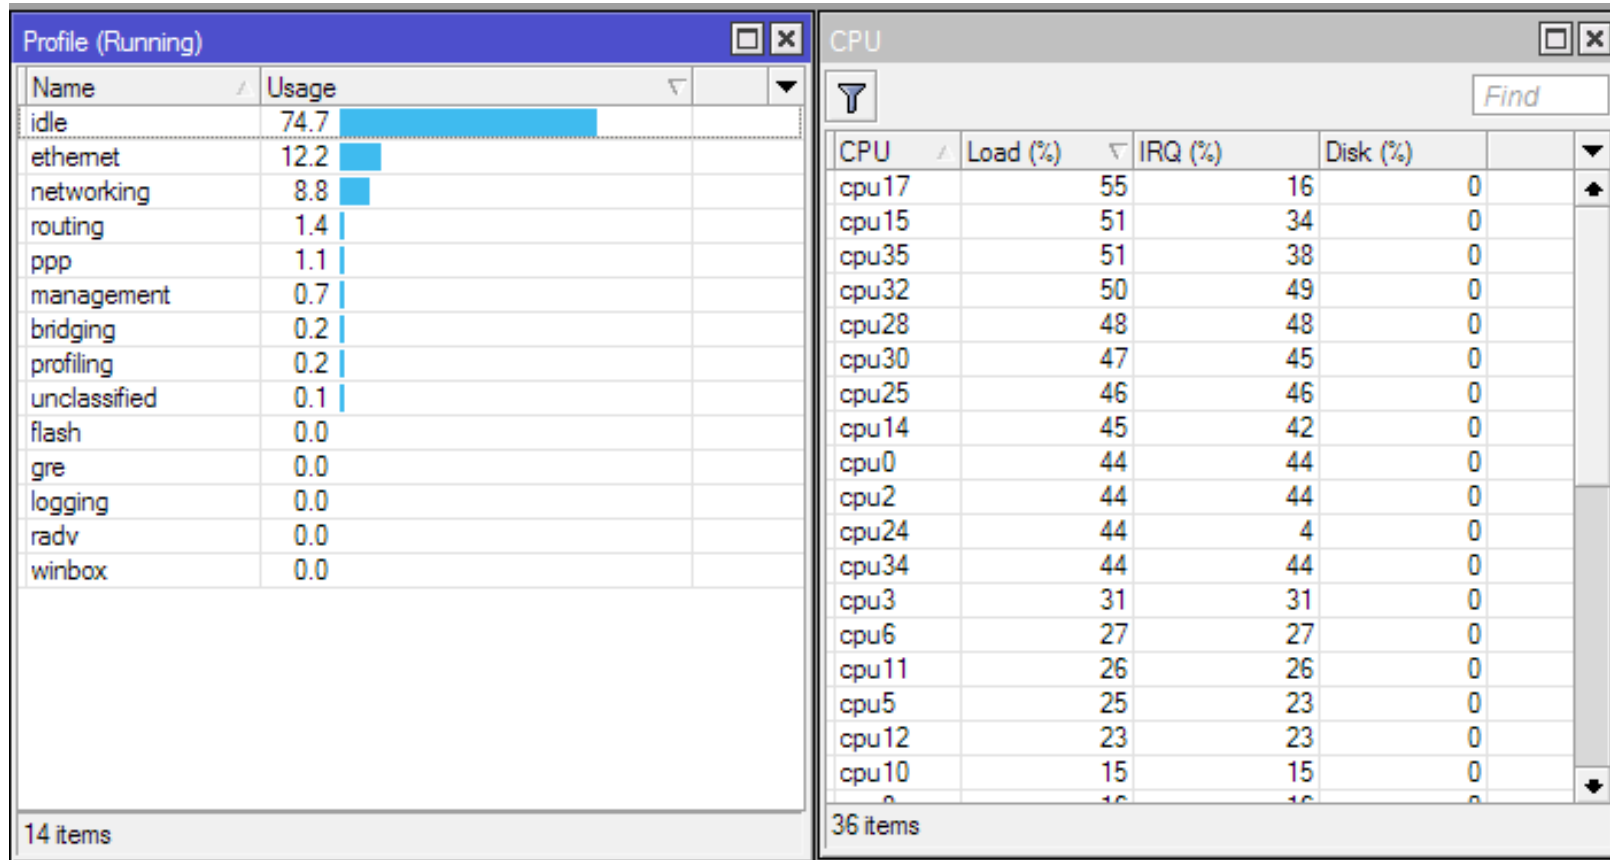 Profile (Running)
Name Usage
idle 74.7
ethernet 12.2
networking 8.8
routing 1.4
ppp 1.1
management 0.7
bridging 0.2
profiling 0.2
unclassified 0.1
flash 0.0
gre 0.0
logging 0.0
radv 0.0
winbox 0.0
14 items
CPU
Find
CPU Load (%) IRQ (%) Disk (%)
cpu17 55 16 0
cpu15 51 34 0
cpu35 51 38 0
cpu32 50 49 0
cpu28 48 48 0
cpu30 47 45 0
cpu25 46 46 0
cpu14 45 42 0
cpu0 44 44 0
cpu2 44 44 0
cpu24 44 4 0
cpu34 44 44 0
cpu3 31 31 0
cpu6 27 27 0
cpu11 26 26 0
cpu5 25 23 0
cpu12 23 23 0
cpu10 15 15 0
36 items